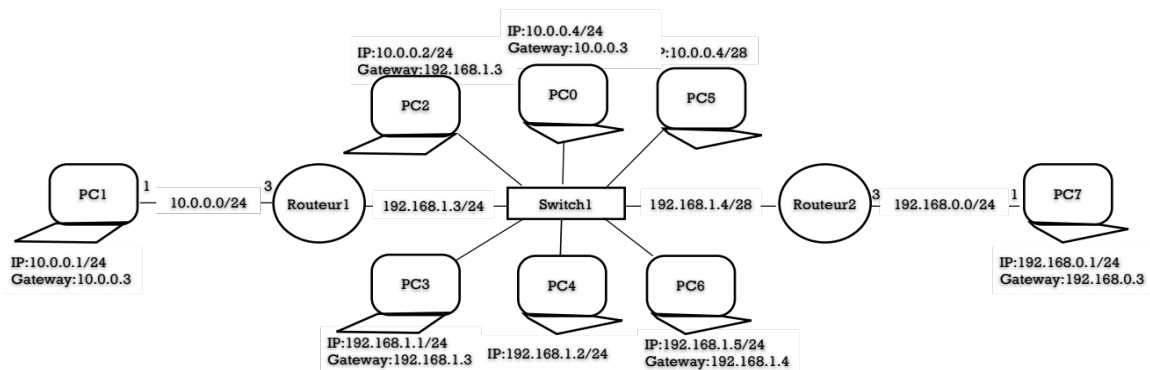 IP:10.0.0.4/24
Gateway:10.0.0.3
IP:10.0.0.2/24
Gateway:192.168.1.3
P:10.0.0.4/28
PC2
PC0
PC5
PC1
1
10.0.0.0/24
3
Routeur1
192.168.1.3/24
Switch1
192.168.1.4/28
Routeur2
3
192.168.0.0/24
1
PC7
IP:10.0.0.1/24
Gateway:10.0.0.3
PC3
PC4
PC6
IP:192.168.0.1/24
Gateway:192.168.0.3
IP:192.168.1.1/24
Gateway:192.168.1.3
IP:192.168.1.2/24
IP:192.168.1.5/24
Gateway:192.168.1.4